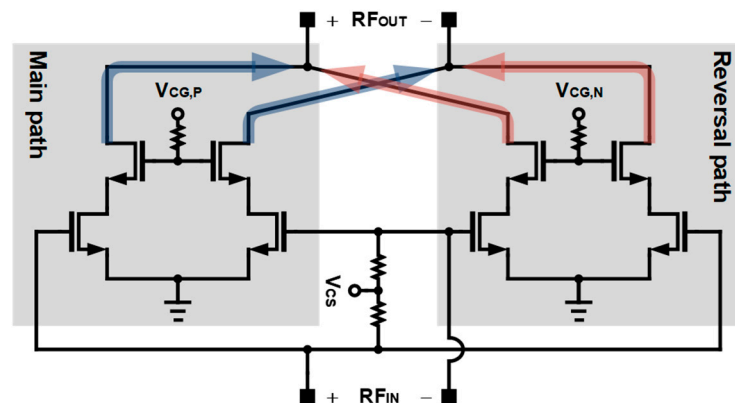 + RFOUT −
Main path
VCG,P
VCG,N
Reversal path
VCS
+ RFIN −